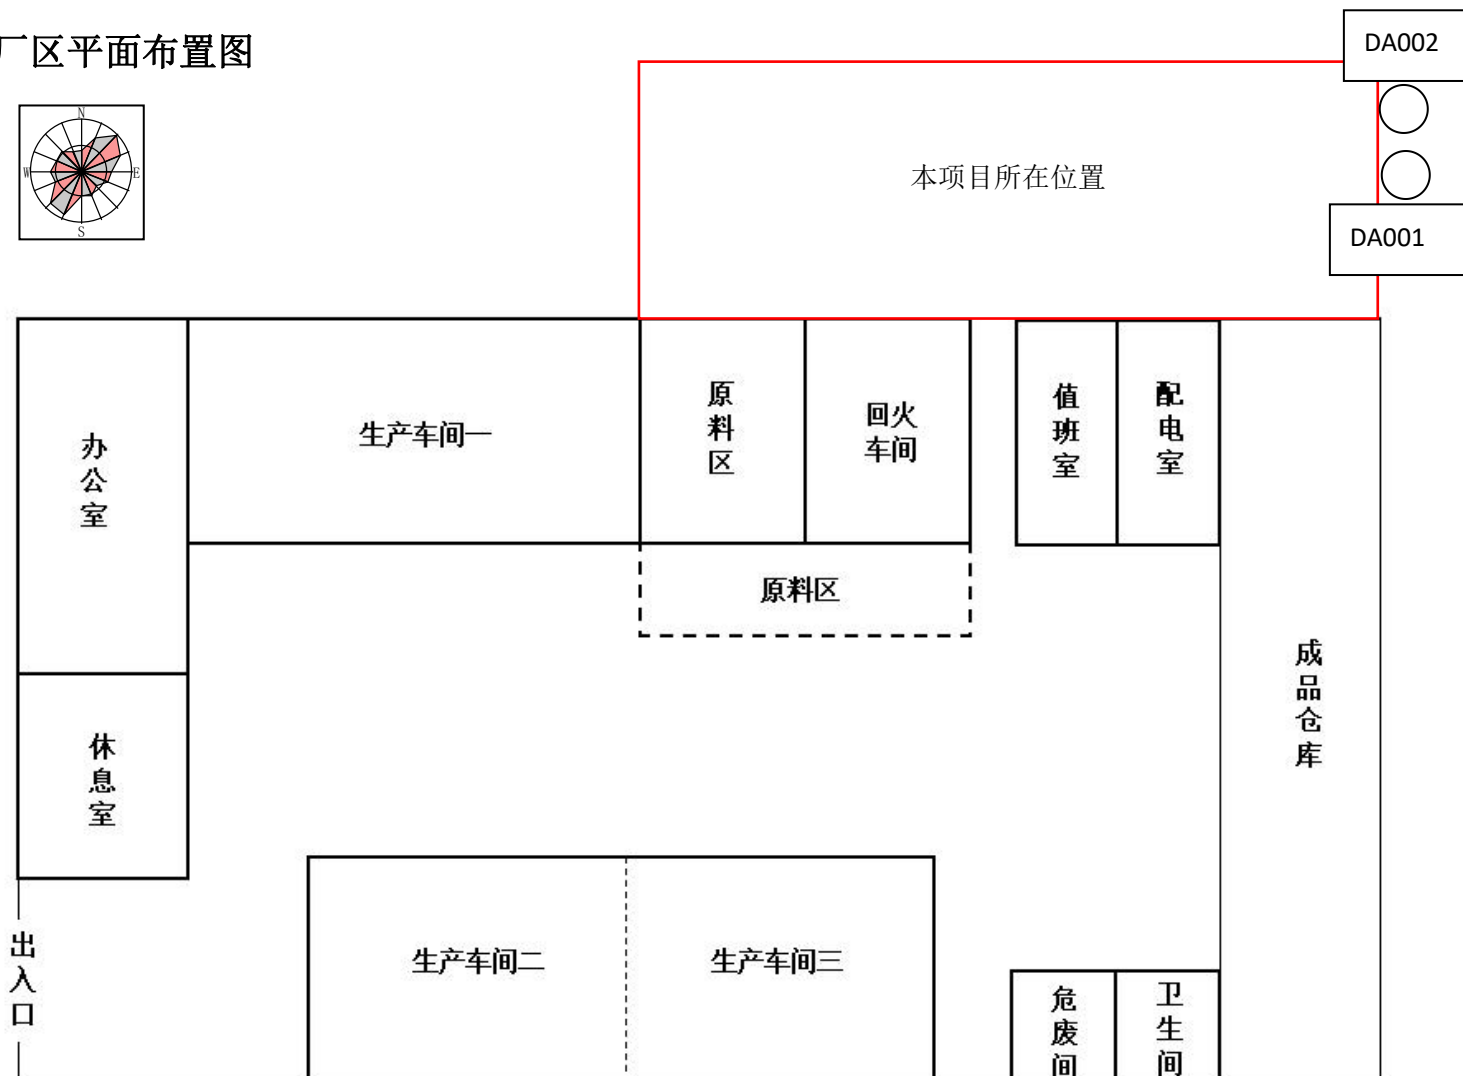 厂区平面布置图
DA002
N
W
E
S
本项目所在位置
DA001
办公室
生产车间一
原料区
回火
车间
值班室
配电室
原料区
成品仓库
休息室
出入口
生产车间二
生产车间三
危废间
卫生间